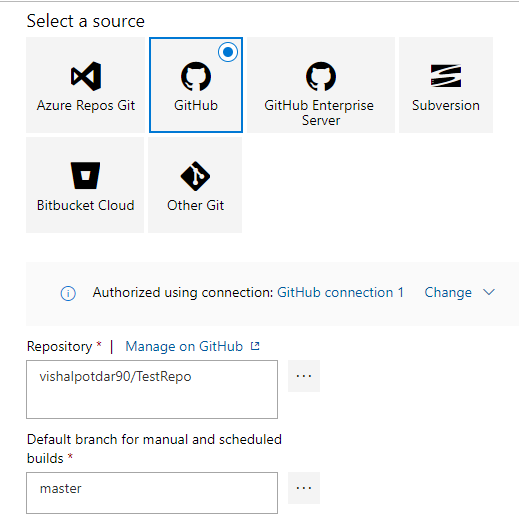 Select a source
Azure Repos Git
GitHub
GitHub Enterprise
Server
Subversion
Bitbucket Cloud
Other Git
Authorized using connection: GitHub connection 1 Change
Repository * | Manage on GitHub
vishalpotdar90/TestRepo
...
Default branch for manual and scheduled
builds *
master
...